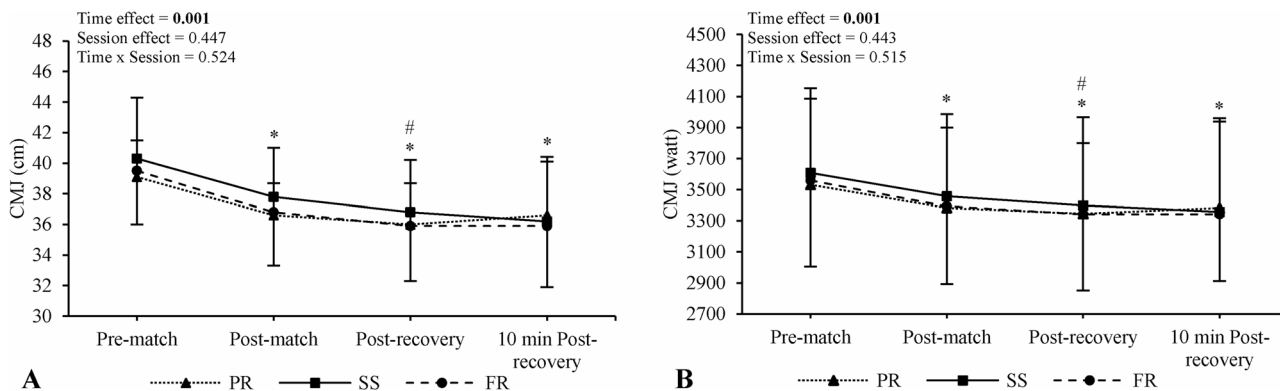 Time effect = 0.001
Session effect = 0.447
Time x Session = 0.524
48
46
44
42
40
38
36
34
32
30
CMJ (cm)
*
#
*
*
Pre-match Post-match Post-recovery 10 min Post-
recovery
A
PR SS FR
Time effect = 0.001
Session effect = 0.443
Time x Session = 0.515
4500
4300
4100
3900
3700
3500
3300
3100
2900
2700
CMJ (watt)
*
#
*
*
Pre-match Post-match Post-recovery 10 min Post-
recovery
B
PR SS FR